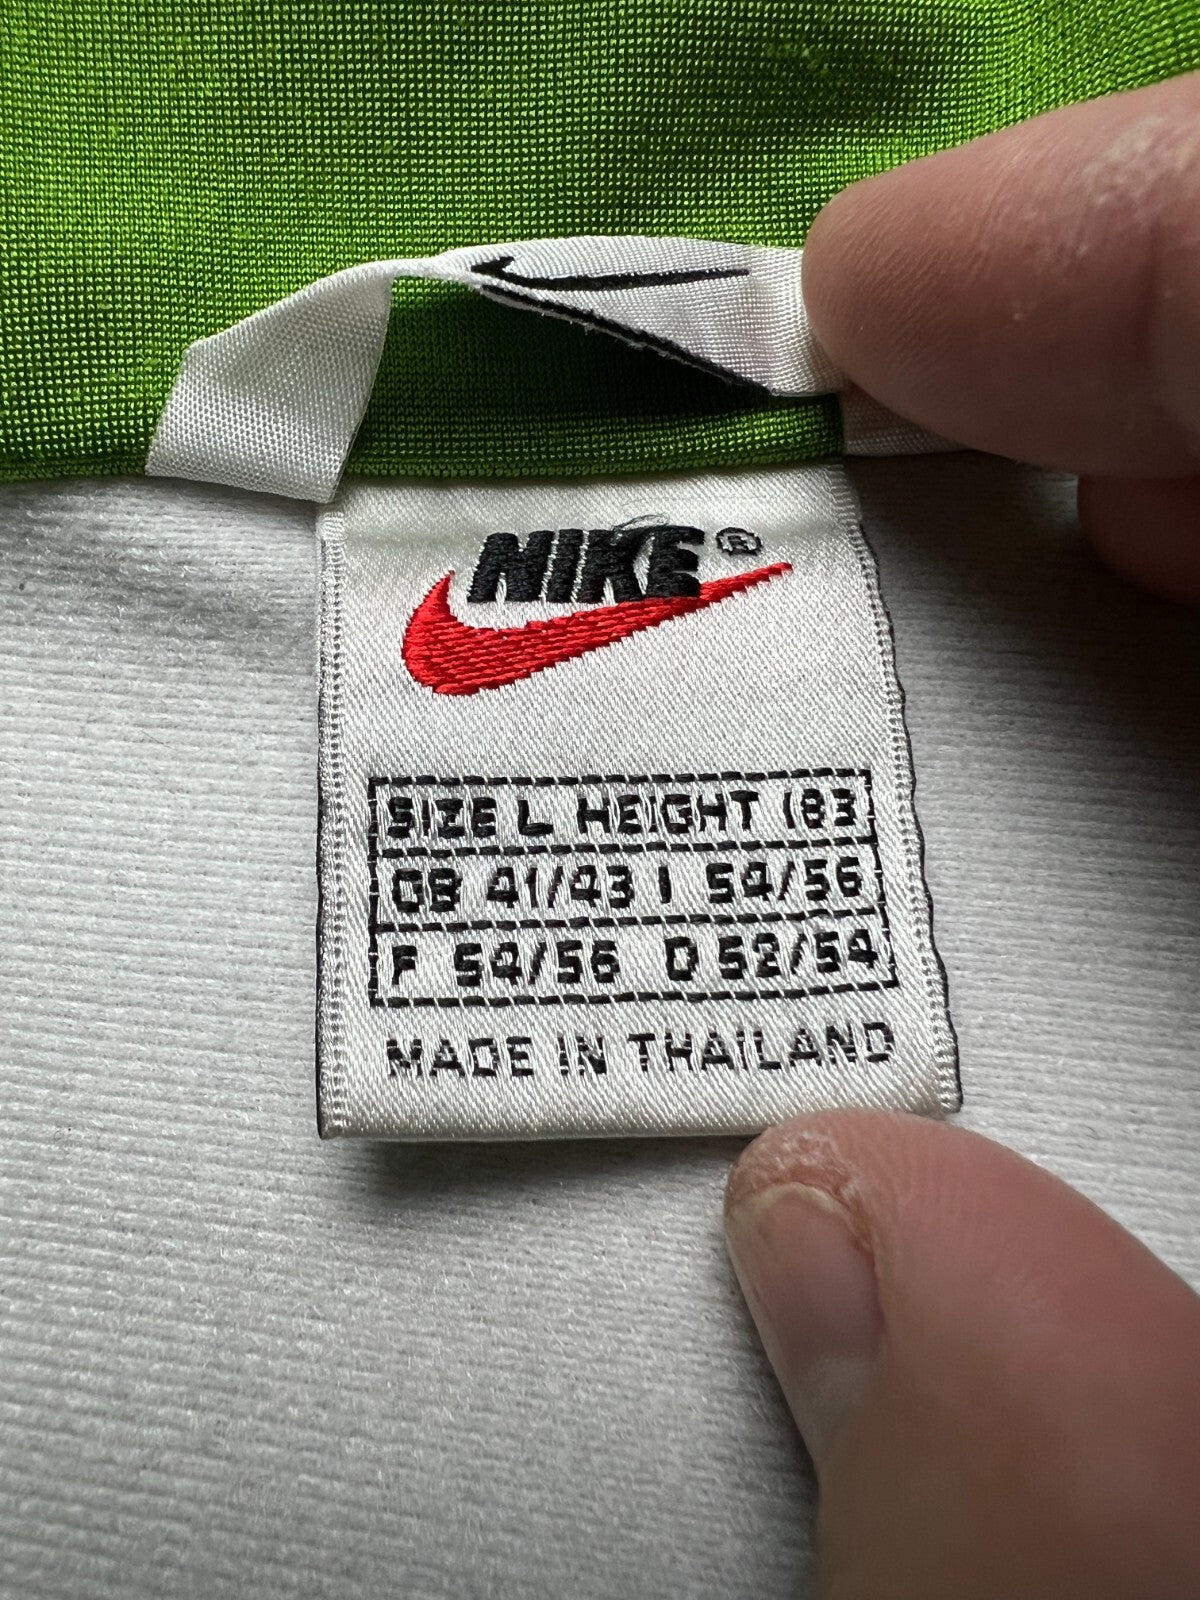 NIKE®
SIZE L HEIGHT 183
GB 41/43 I 54/56
F 54/56 D 52/54
MADE IN THAILAND